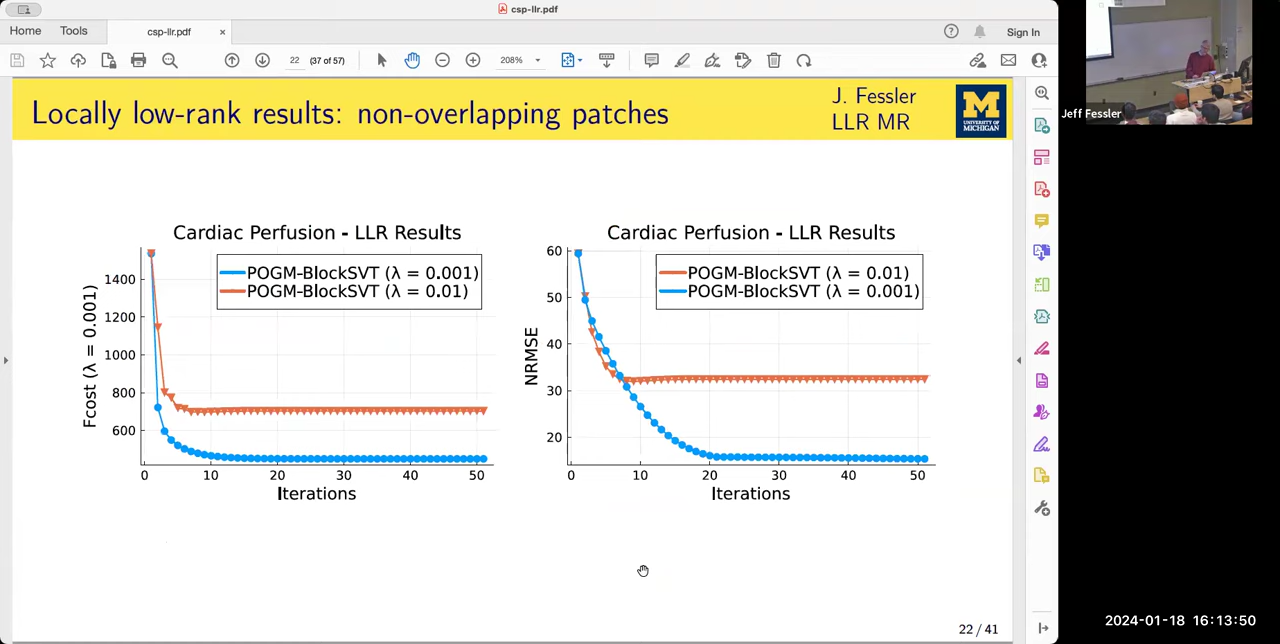 csp-llr.pdf
Home Tools csp-llr.pdf × Sign In
22 (37 of 57) 208%
Locally low-rank results: non-overlapping patches
J. Fessler
LLR MR
M
UNIVERSITY OF
MICHIGAN
Cardiac Perfusion - LLR Results
POGM-BlockSVT (λ = 0.001)
POGM-BlockSVT (λ = 0.01)
Fcost (λ = 0.001)
1400
1200
1000
800
600
0 10 20 30 40 50
Iterations
Cardiac Perfusion - LLR Results
POGM-BlockSVT (λ = 0.01)
POGM-BlockSVT (λ = 0.001)
NRMSE
60
50
40
30
20
0 10 20 30 40 50
Iterations
22 / 41
Jeff Fessler
2024-01-18 16:13:50